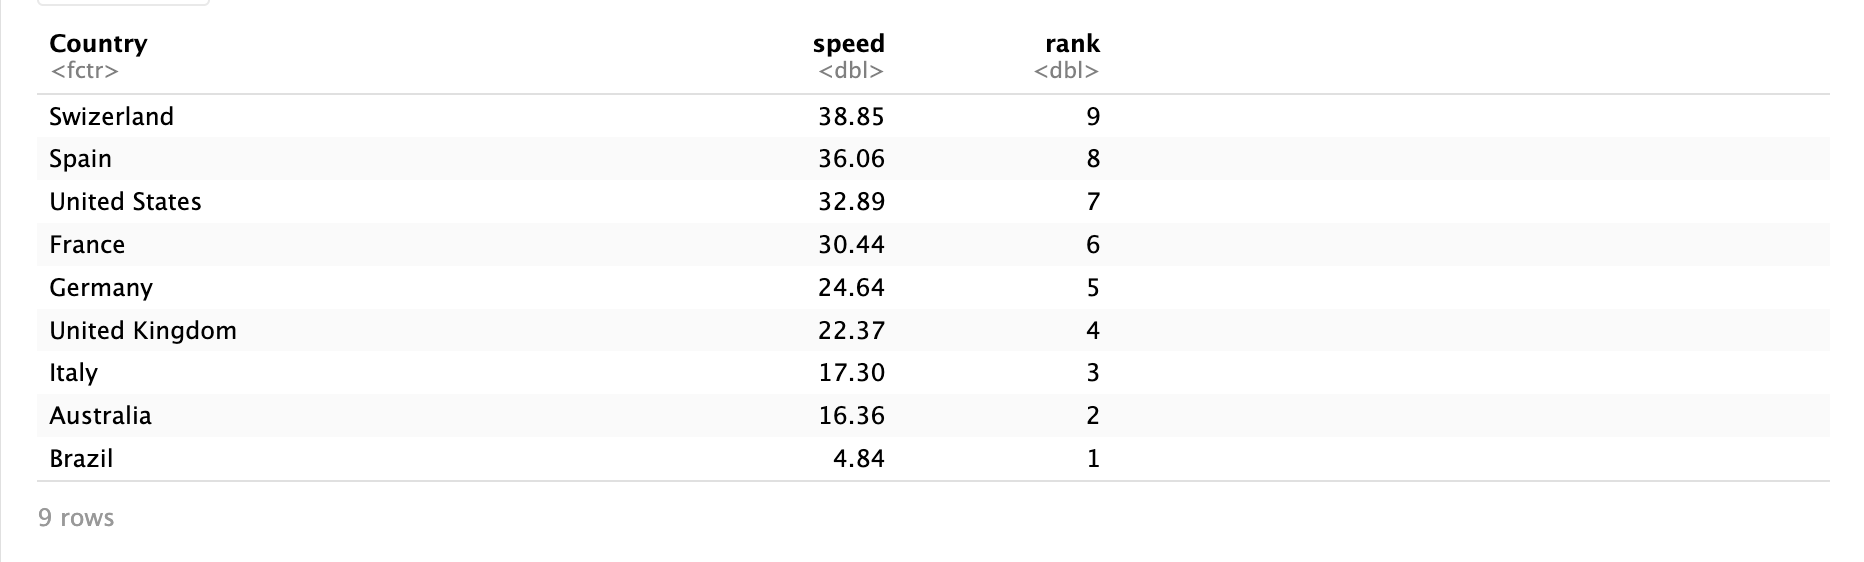 Country speed rank
<fctr> <dbl> <dbl>
Swizerland 38.85 9
Spain 36.06 8
United States 32.89 7
France 30.44 6
Germany 24.64 5
United Kingdom 22.37 4
Italy 17.30 3
Australia 16.36 2
Brazil 4.84 1
9 rows